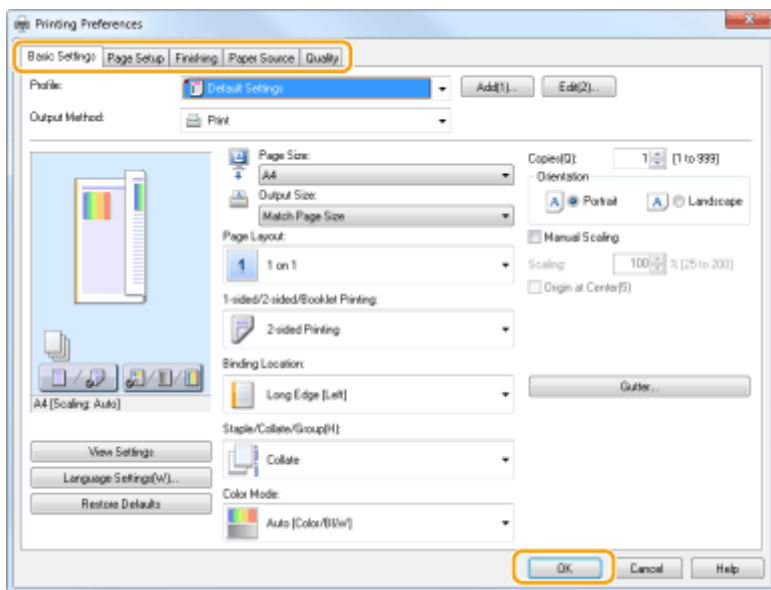 Printing Preferences
Basic Settings Page Setup Finishing Paper Source Quality
Profile: Default Settings Add(1)... Edit(2)...
Output Method: Print
Page Size:
A4
Output Size:
Match Page Size
Page Layout:
1 1 on 1
1-sided/2-sided/Booklet Printing:
2-sided Printing
Binding Location:
Long Edge [Left]
Staple/Collate/Group(H):
Collate
Color Mode:
Auto [Color/B&W]
Copies(Q): 1 [1 to 999]
Orientation
A Portrait A Landscape
Manual Scaling
Scaling: 100 % [25 to 200]
Origin at Center(5)
Gutter...
A4 [Scaling: Auto]
View Settings
Language Settings(W)...
Restore Defaults
OK Cancel Help